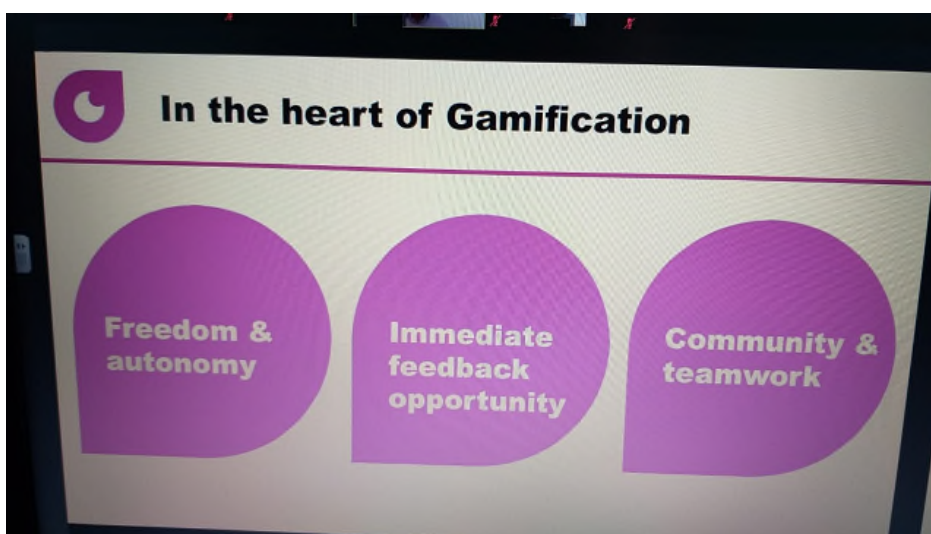 In the heart of Gamification
Freedom &
autonomy
Immediate
feedback
opportunity
Community &
teamwork